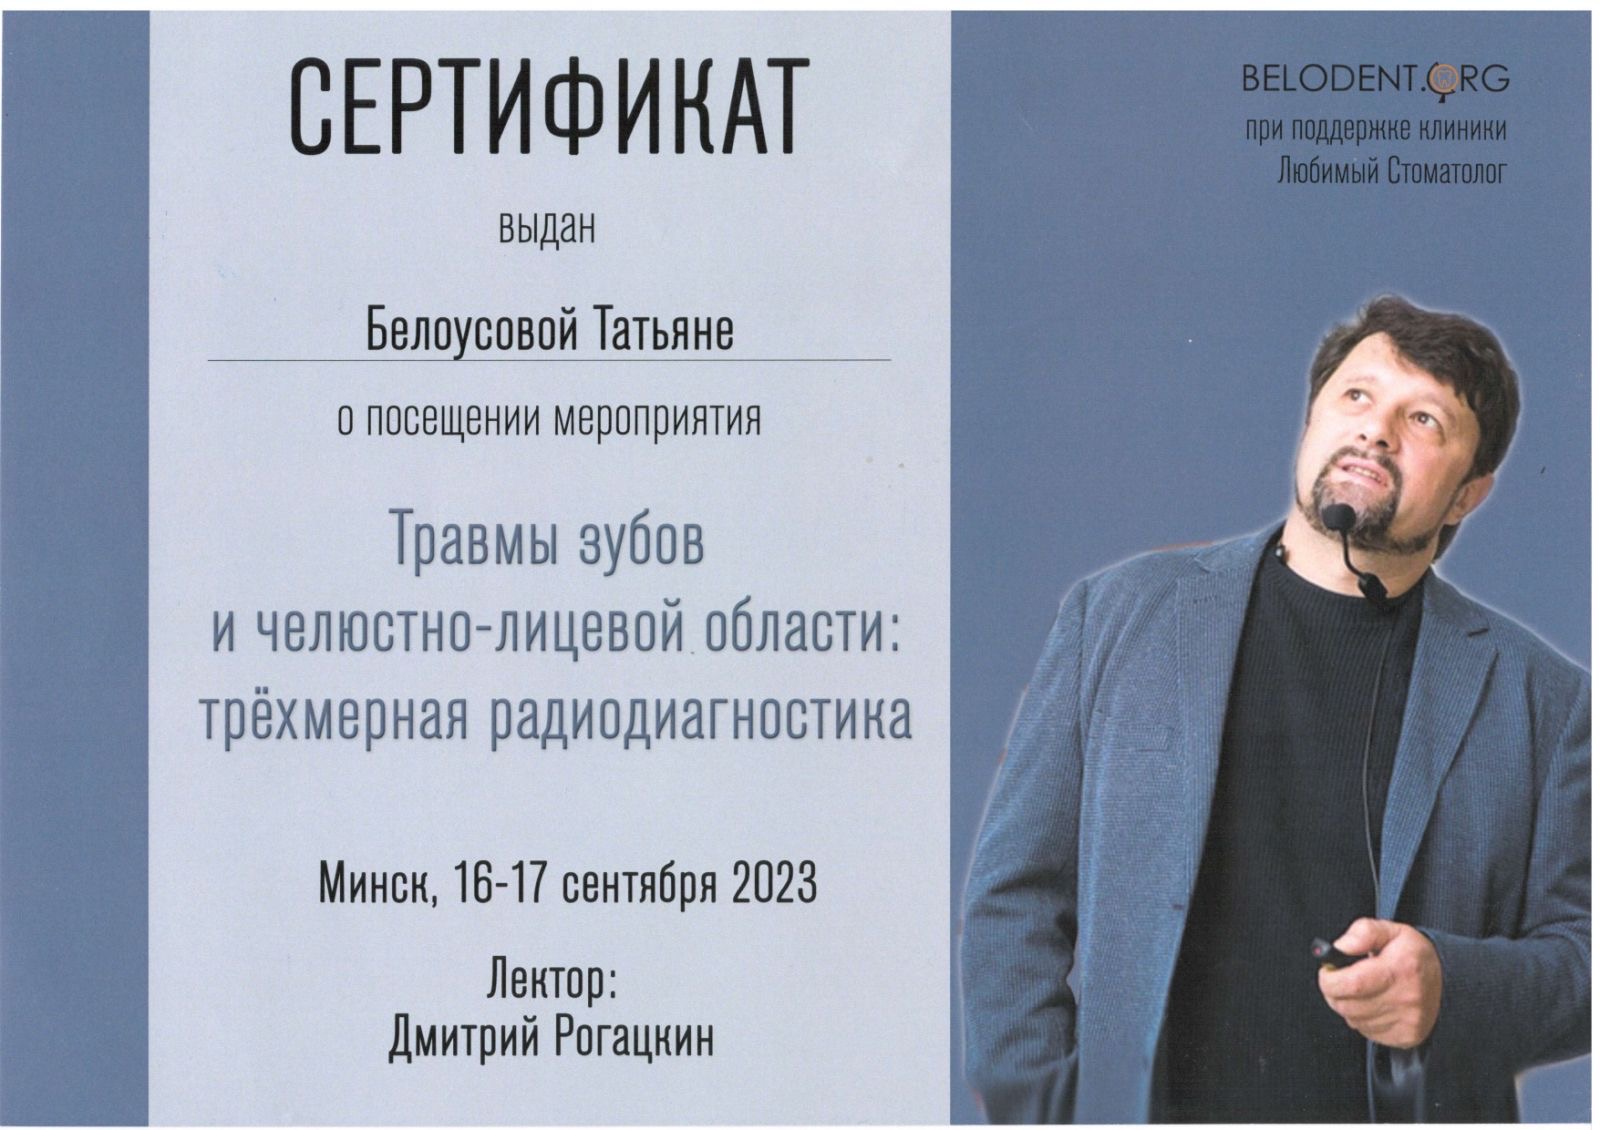 СЕРТИФИКАТ
выдан
Белоусовой Татьяне
о посещении мероприятия
Травмы зубов
и челюстно-лицевой области:
трёхмерная радиодиагностика
Минск, 16-17 сентября 2023
Лектор:
Дмитрий Рогацкин
BELODENT.ORG
при поддержке клиники
Любимый Стоматолог